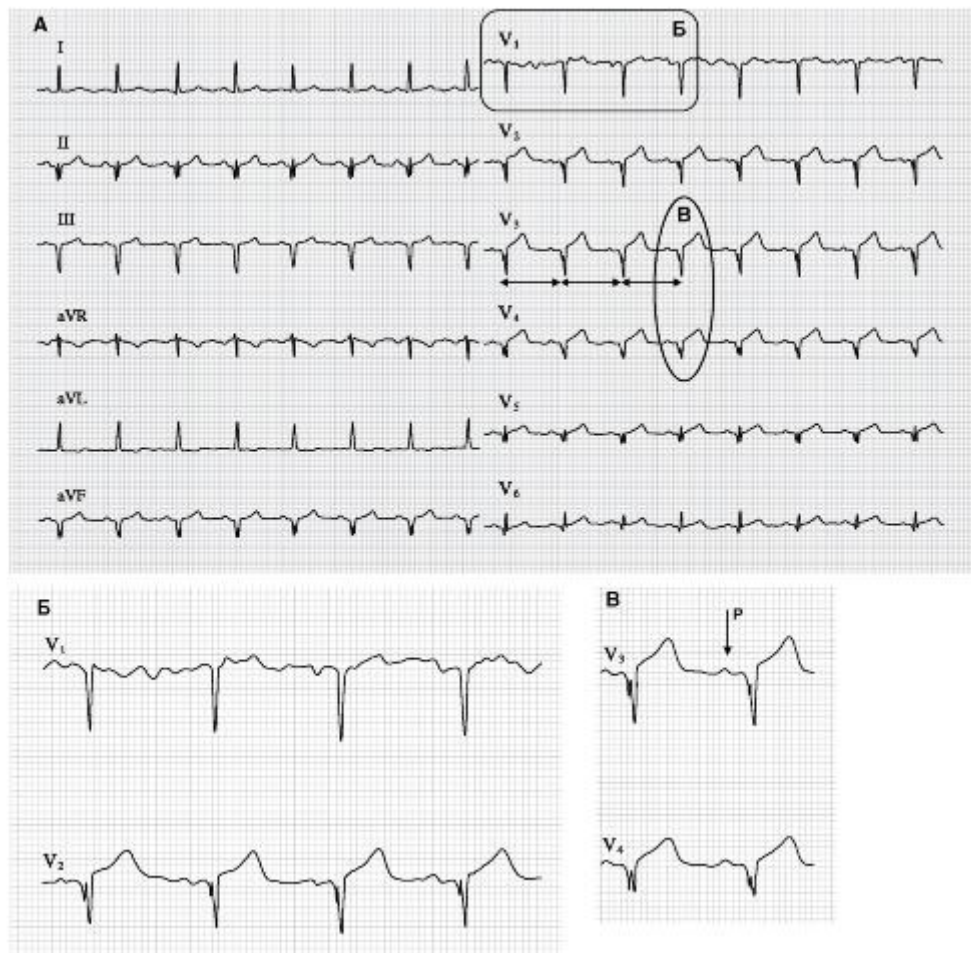 А
I
II
III
aVR
aVL
aVF
V₁
Б
V₂
V₃
В
V₄
V₅
V₆
Б
V₁
V₂
В
P
V₃
V₄